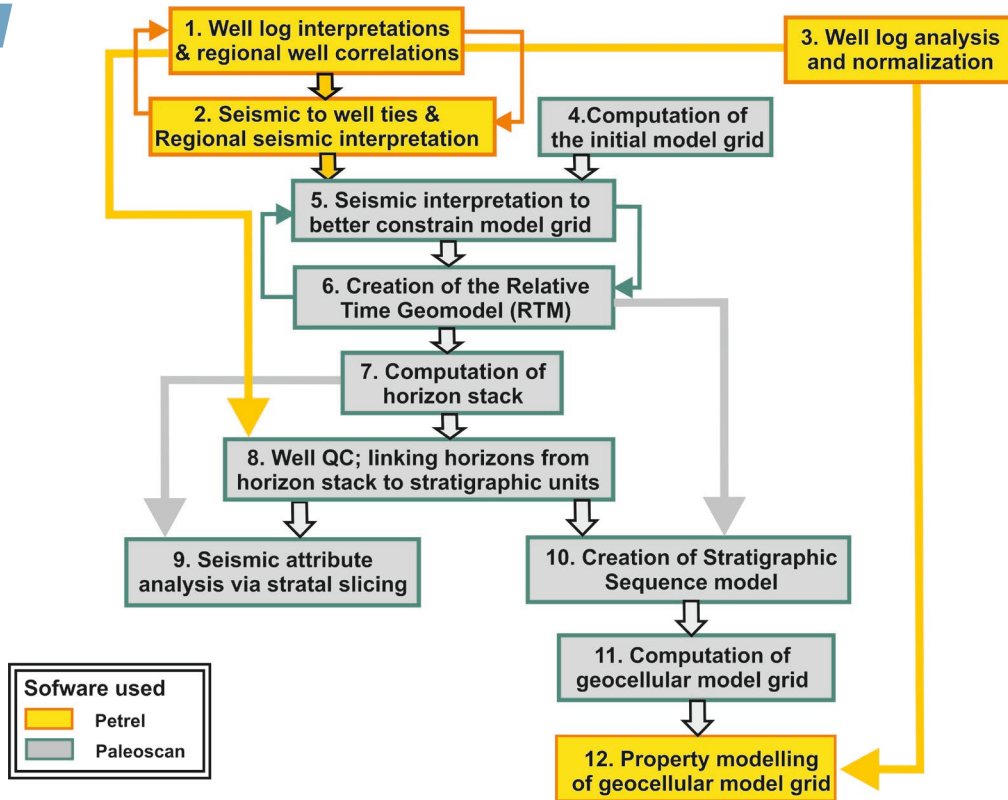 1. Well log interpretations
& regional well correlations
3. Well log analysis
and normalization
2. Seismic to well ties &
Regional seismic interpretation
4.Computation of
the initial model grid
5. Seismic interpretation to
better constrain model grid
6. Creation of the Relative
Time Geomodel (RTM)
7. Computation of
horizon stack
8. Well QC; linking horizons from
horizon stack to stratigraphic units
9. Seismic attribute
analysis via stratal slicing
10. Creation of Stratigraphic
Sequence model
11. Computation of
geocellular model grid
12. Property modelling
of geocellular model grid
Sofware used
Petrel
Paleoscan